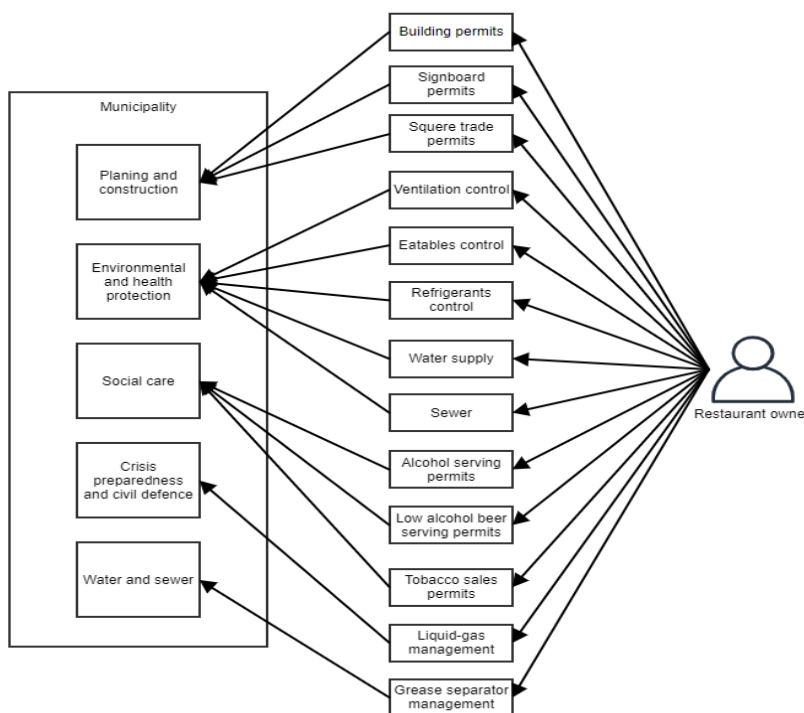 Municipality
Planing and
construction
Environmental
and health
protection
Social care
Crisis
preparedness
and civil defence
Water and sewer
Building permits
Signboard
permits
Squere trade
permits
Ventilation control
Eatables control
Refrigerants
control
Water supply
Sewer
Alcohol serving
permits
Low alcohol beer
serving permits
Tobacco sales
permits
Liquid-gas
management
Grease separator
management
Restaurant owne